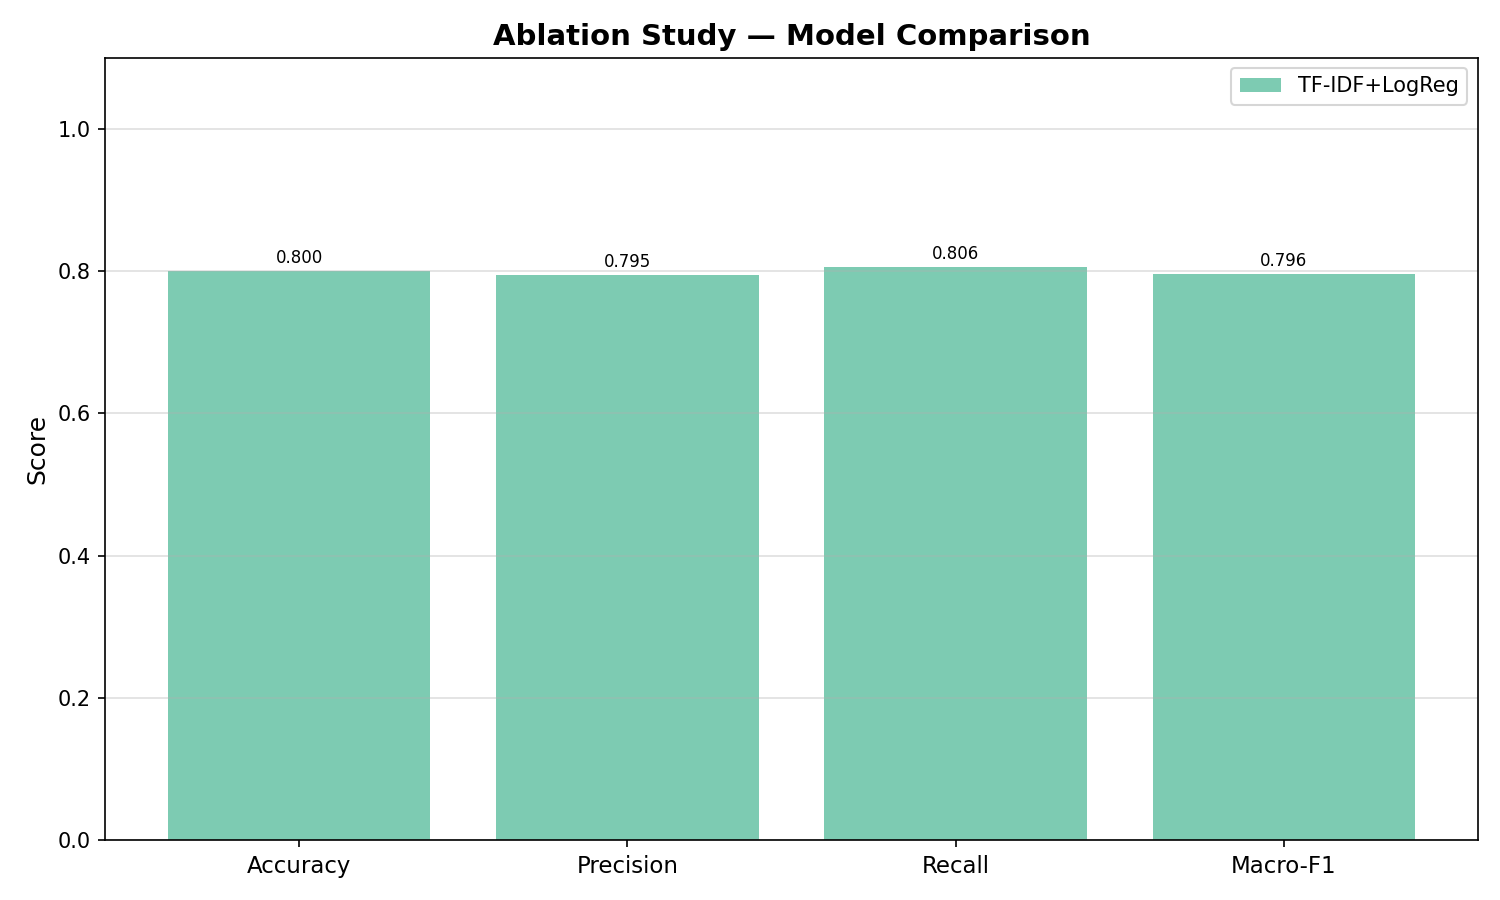 Ablation Study — Model Comparison
TF-IDF+LogReg
Score
1.0
0.8
0.6
0.4
0.2
0.0
0.800
0.795
0.806
0.796
Accuracy
Precision
Recall
Macro-F1